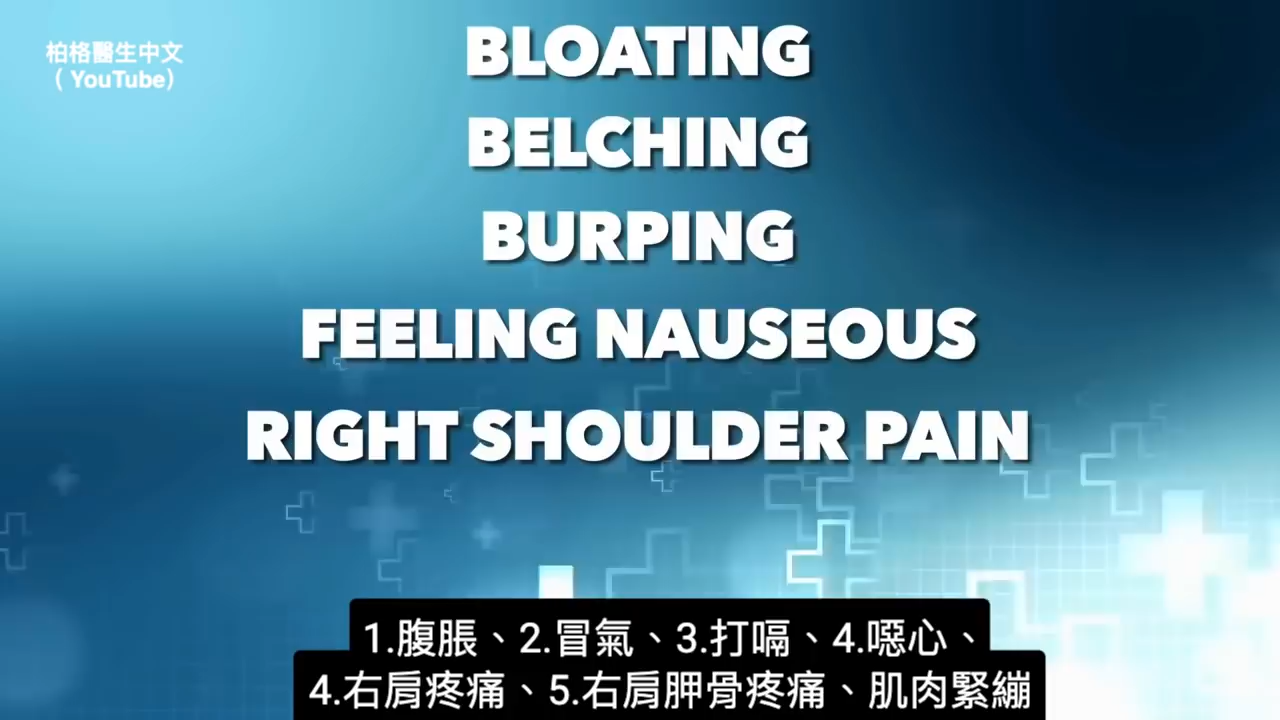 柏格醫生中文
（YouTube）
BLOATING
BELCHING
BURPING
FEELING NAUSEOUS
RIGHT SHOULDER PAIN
1.腹脹、2.冒氣、3.打嗝、4.噁心、
4.右肩疼痛、5.右肩胛骨疼痛、肌肉緊繃